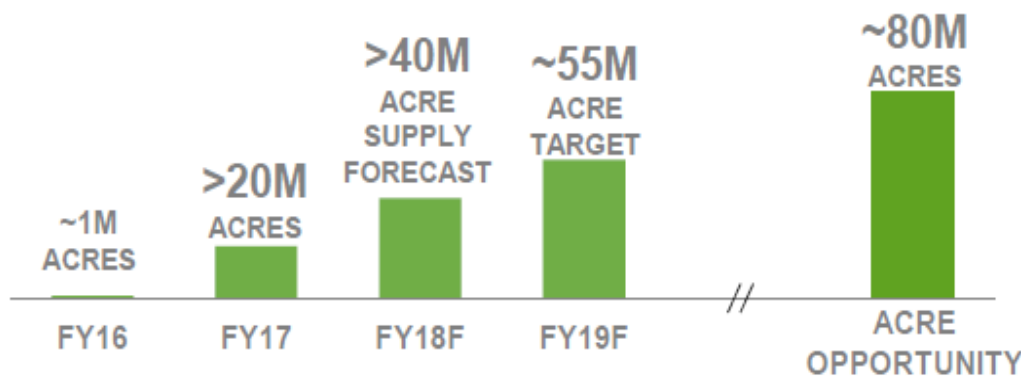 ~1M
ACRES
>20M
ACRES
>40M
ACRE
SUPPLY
FORECAST
~55M
ACRE
TARGET
~80M
ACRES
FY16
FY17
FY18F
FY19F
//
ACRE
OPPORTUNITY